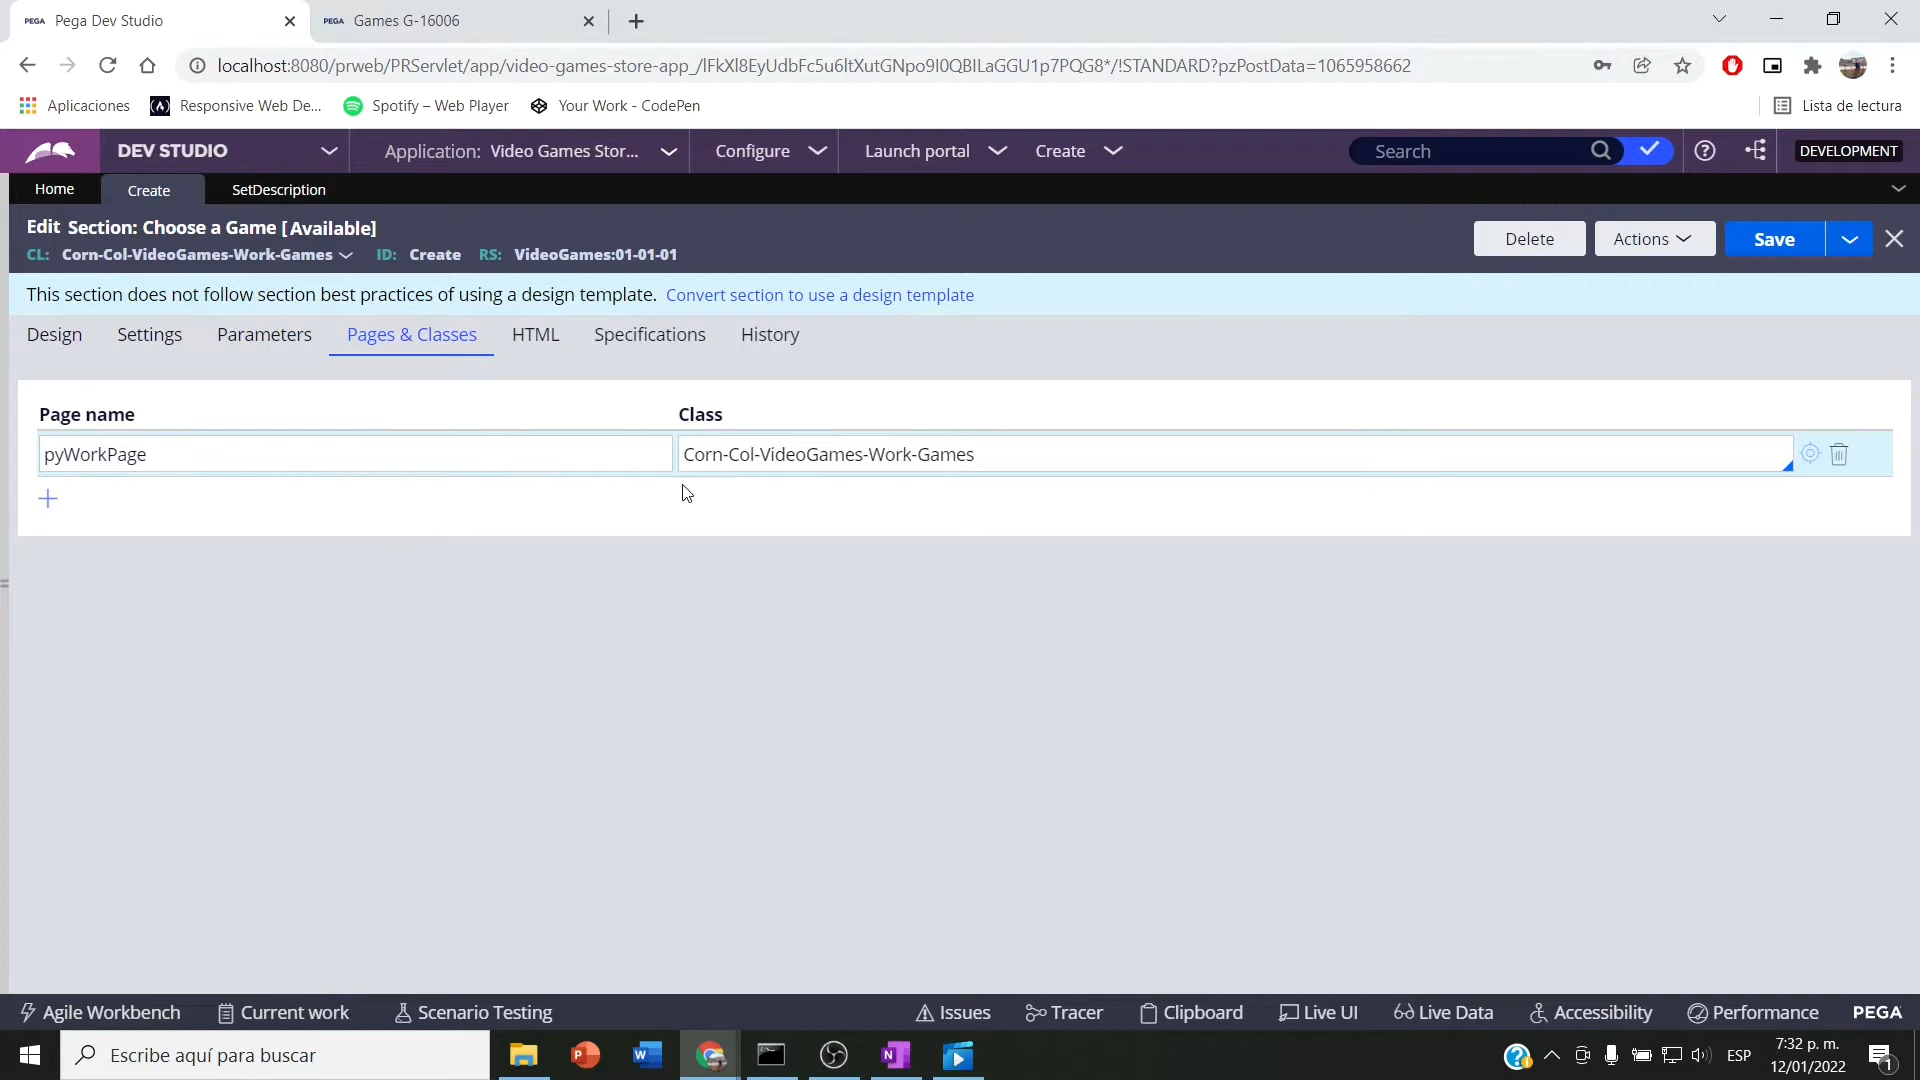 PEGA Pega Dev Studio
PEGA Games G-16006
localhost:8080/prweb/PRServlet/app/video-games-store-app_/lFkXl8EyUdbFc5u6ltXutGNpo9I0QBILaGGU1p7PQG8*/!STANDARD?pzPostData=1065958662
Aplicaciones
Responsive Web De...
Spotify – Web Player
Your Work - CodePen
Lista de lectura
DEV STUDIO
Application: Video Games Stor...
Configure
Launch portal
Create
Search
DEVELOPMENT
Home
Create
SetDescription
Edit Section: Choose a Game [Available]
CL: Corn-Col-VideoGames-Work-Games ID: Create RS: VideoGames:01-01-01
Delete
Actions
Save
This section does not follow section best practices of using a design template. Convert section to use a design template
Design
Settings
Parameters
Pages & Classes
HTML
Specifications
History
Page name
Class
pyWorkPage
Corn-Col-VideoGames-Work-Games
Agile Workbench
Current work
Scenario Testing
Issues
Tracer
Clipboard
Live UI
Live Data
Accessibility
Performance
PEGA
Escribe aquí para buscar
ESP
7:32 p. m.
12/01/2022
1